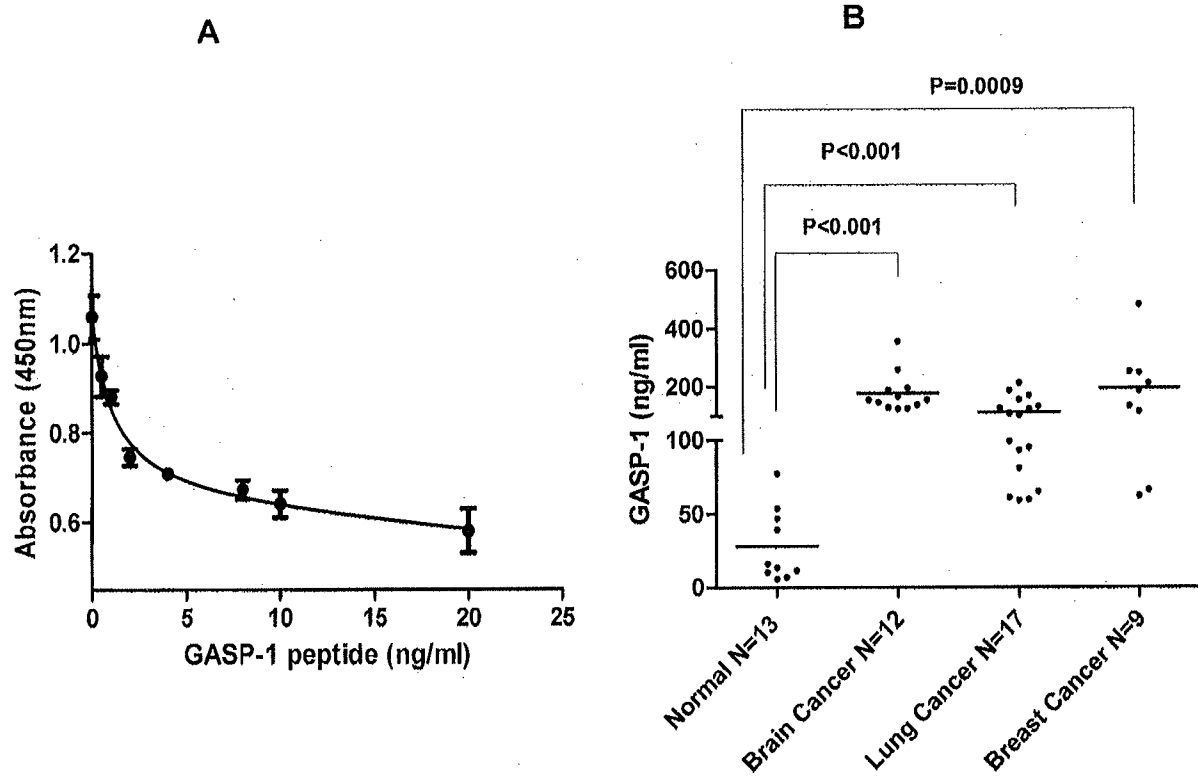 A
1.2
1.0
0.8
0.6
Absorbance (450nm)
0
5
10
15
20
25
GASP-1 peptide (ng/ml)
B
P=0.0009
P<0.001
P<0.001
600
400
200
100
50
0
GASP-1 (ng/ml)
Normal N=13
Brain Cancer N=12
Lung Cancer N=17
Breast Cancer N=9